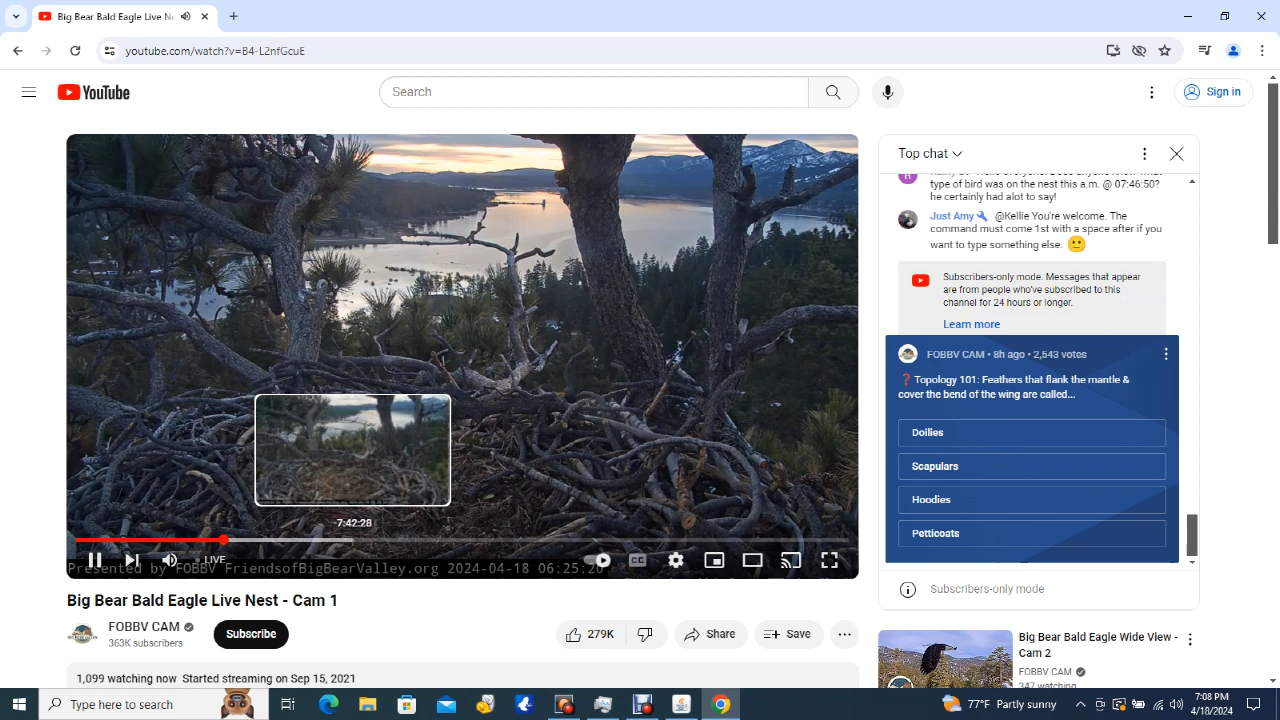 Big Bear Bald Eagle Live Ne
youtube.com/watch?v=B4-L2nfGcuE
YouTube
Search
Sign in
Top chat
type of bird was on the nest this a.m. @ 07:46:50?
he certainly had alot to say!
Just Amy @Kellie You're welcome. The
command must come 1st with a space after if you
want to type something else.
Subscribers-only mode. Messages that appear
are from people who've subscribed to this
channel for 24 hours or longer.
Learn more
FOBBV CAM • 8h ago • 2,543 votes
❓Topology 101: Feathers that flank the mantle &
cover the bend of the wing are called...
Doilies
Scapulars
Hoodies
Petticoats
Subscribers-only mode
-7:42:28
LIVE
CC
Presented by FOBBV FriendsofBigBearValley.org 2024-04-18 06:25:26
Big Bear Bald Eagle Live Nest - Cam 1
FOBBV CAM
363K subscribers
Subscribe
279K
Share
Save
1,099 watching now Started streaming on Sep 15, 2021
Big Bear Bald Eagle Wide View -
Cam 2
FOBBV CAM
347 watching
Type here to search
77°F Partly sunny
7:08 PM
4/18/2024